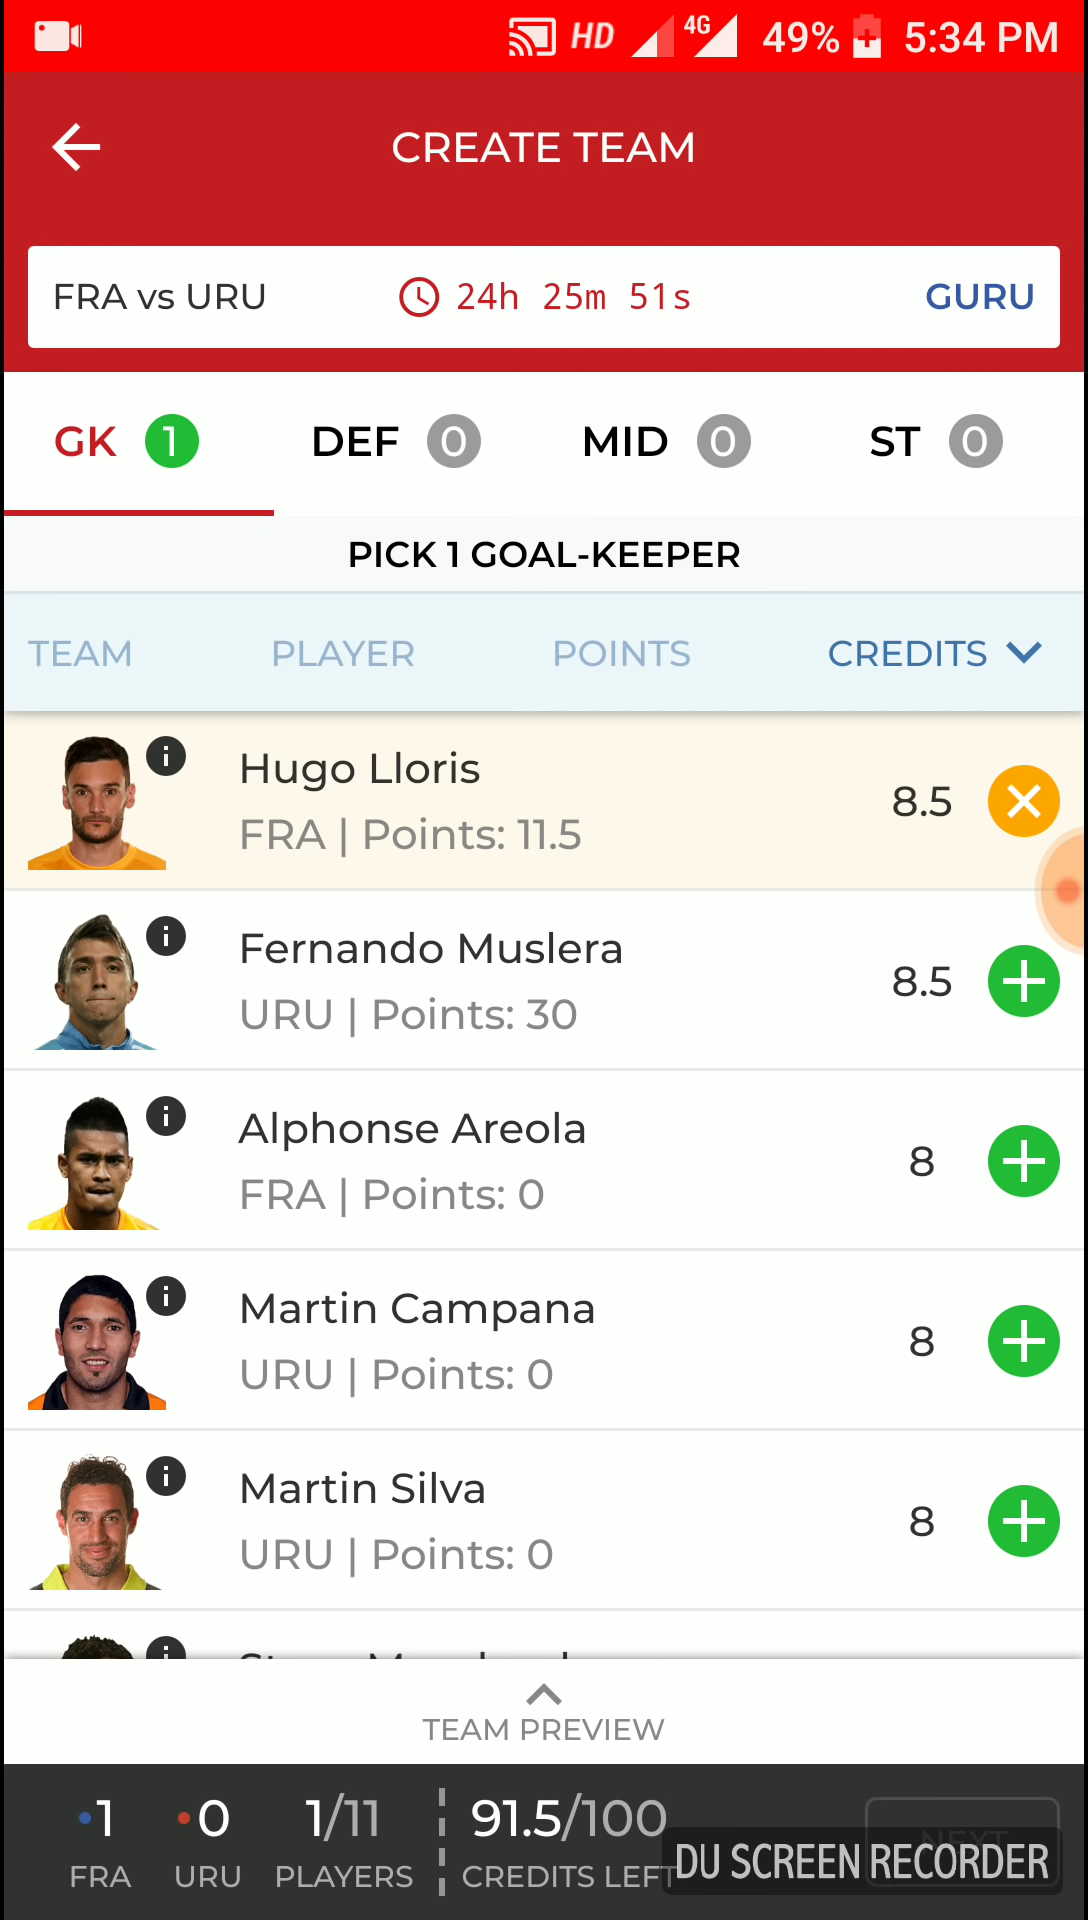 HD 4G 49% 5:34 PM
CREATE TEAM
FRA vs URU 24h 25m 51s GURU
GK 1 DEF 0 MID 0 ST 0
PICK 1 GOAL-KEEPER
TEAM PLAYER POINTS CREDITS
Hugo Lloris
FRA | Points: 11.5
8.5
Fernando Muslera
URU | Points: 30
8.5
Alphonse Areola
FRA | Points: 0
8
Martin Campana
URU | Points: 0
8
Martin Silva
URU | Points: 0
8
TEAM PREVIEW
1 0 1/11 91.5/100
FRA URU PLAYERS CREDITS LEFT
NEXT
DU SCREEN RECORDER